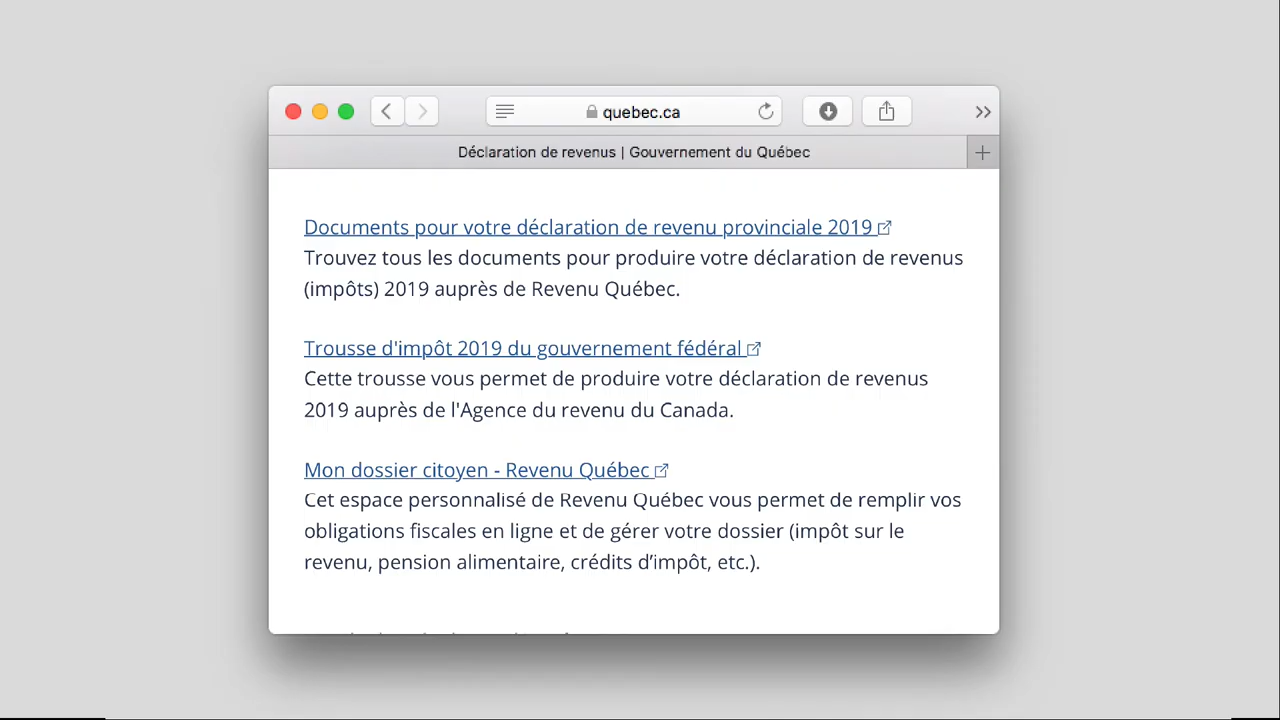 quebec.ca
Déclaration de revenus | Gouvernement du Québec
Documents pour votre déclaration de revenu provinciale 2019
Trouvez tous les documents pour produire votre déclaration de revenus
(impôts) 2019 auprès de Revenu Québec.
Trousse d'impôt 2019 du gouvernement fédéral
Cette trousse vous permet de produire votre déclaration de revenus
2019 auprès de l'Agence du revenu du Canada.
Mon dossier citoyen - Revenu Québec
Cet espace personnalisé de Revenu Québec vous permet de remplir vos
obligations fiscales en ligne et de gérer votre dossier (impôt sur le
revenu, pension alimentaire, crédits d’impôt, etc.).